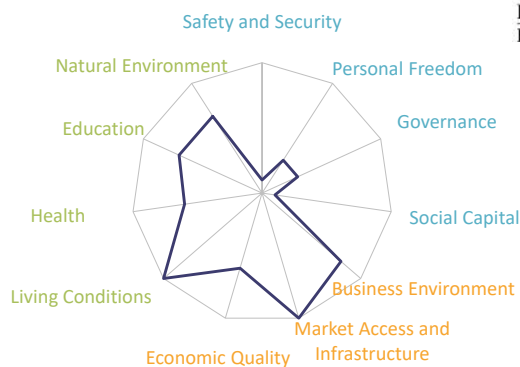 Safety and Security
Natural Environment
Personal Freedom
Education
Governance
Health
Social Capital
Living Conditions
Business Environment
Market Access and
Infrastructure
Economic Quality